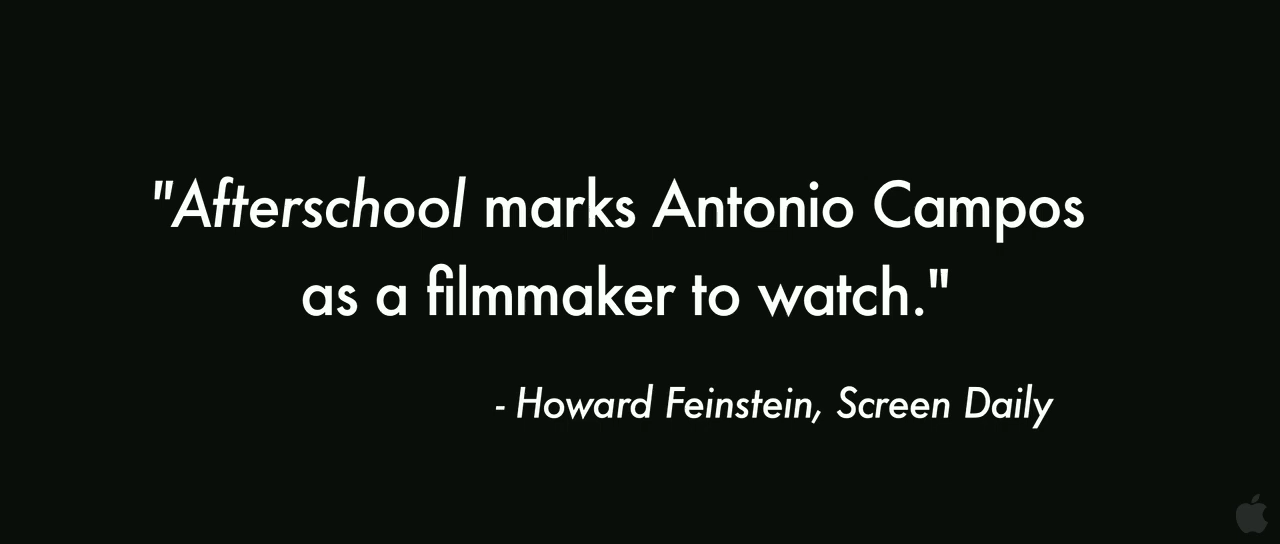 "Afterschool marks Antonio Campos
as a filmmaker to watch."
- Howard Feinstein, Screen Daily